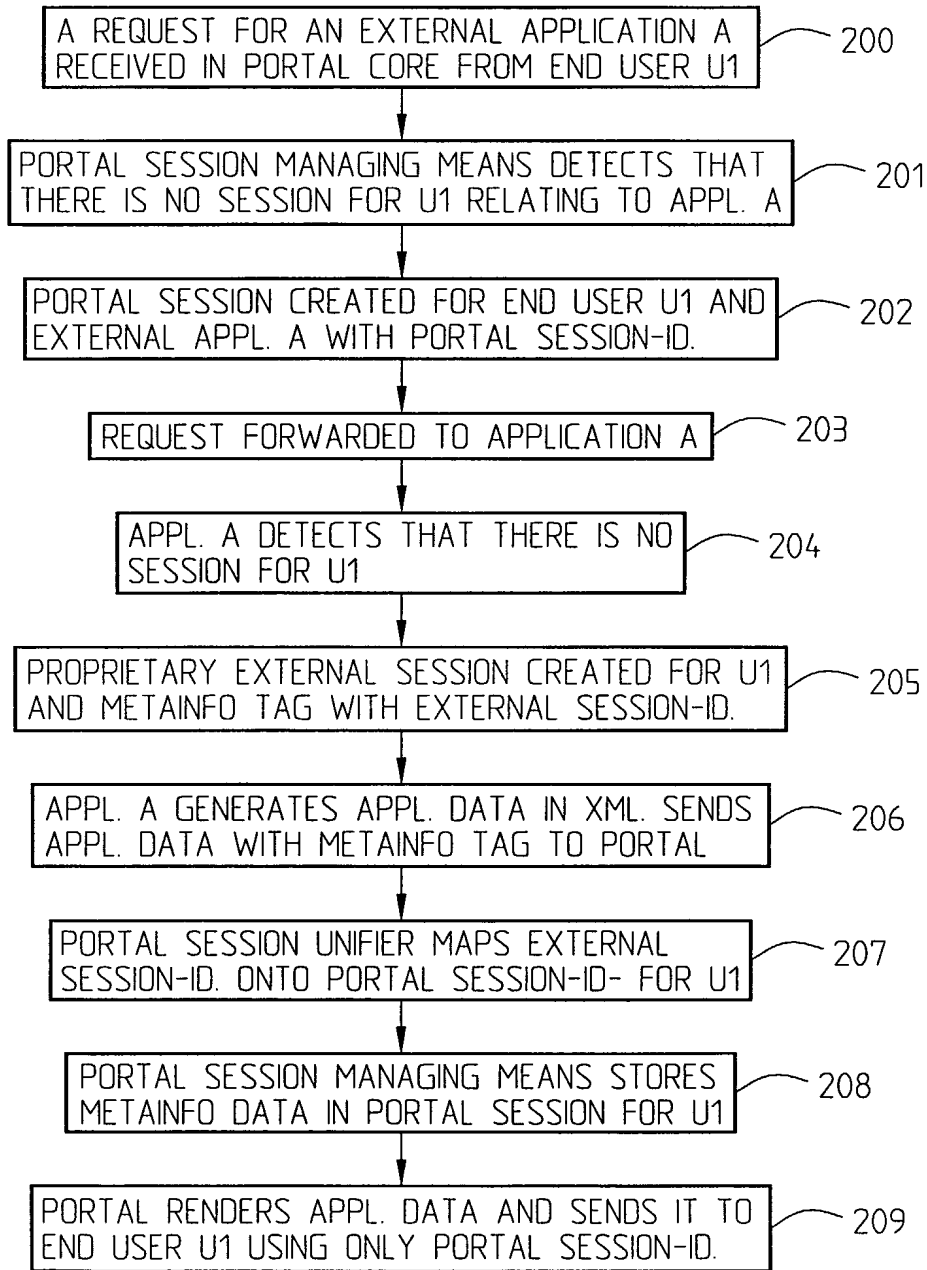 A REQUEST FOR AN EXTERNAL APPLICATION A
RECEIVED IN PORTAL CORE FROM END USER U1
200
PORTAL SESSION MANAGING MEANS DETECTS THAT
THERE IS NO SESSION FOR U1 RELATING TO APPL. A
201
PORTAL SESSION CREATED FOR END USER U1 AND
EXTERNAL APPL. A WITH PORTAL SESSION-ID.
202
REQUEST FORWARDED TO APPLICATION A
203
APPL. A DETECTS THAT THERE IS NO
SESSION FOR U1
204
PROPRIETARY EXTERNAL SESSION CREATED FOR U1
AND METAINFO TAG WITH EXTERNAL SESSION-ID.
205
APPL. A GENERATES APPL. DATA IN XML. SENDS
APPL. DATA WITH METAINFO TAG TO PORTAL
206
PORTAL SESSION UNIFIER MAPS EXTERNAL
SESSION-ID. ONTO PORTAL SESSION-ID- FOR U1
207
PORTAL SESSION MANAGING MEANS STORES
METAINFO DATA IN PORTAL SESSION FOR U1
208
PORTAL RENDERS APPL. DATA AND SENDS IT TO
END USER U1 USING ONLY PORTAL SESSION-ID.
209